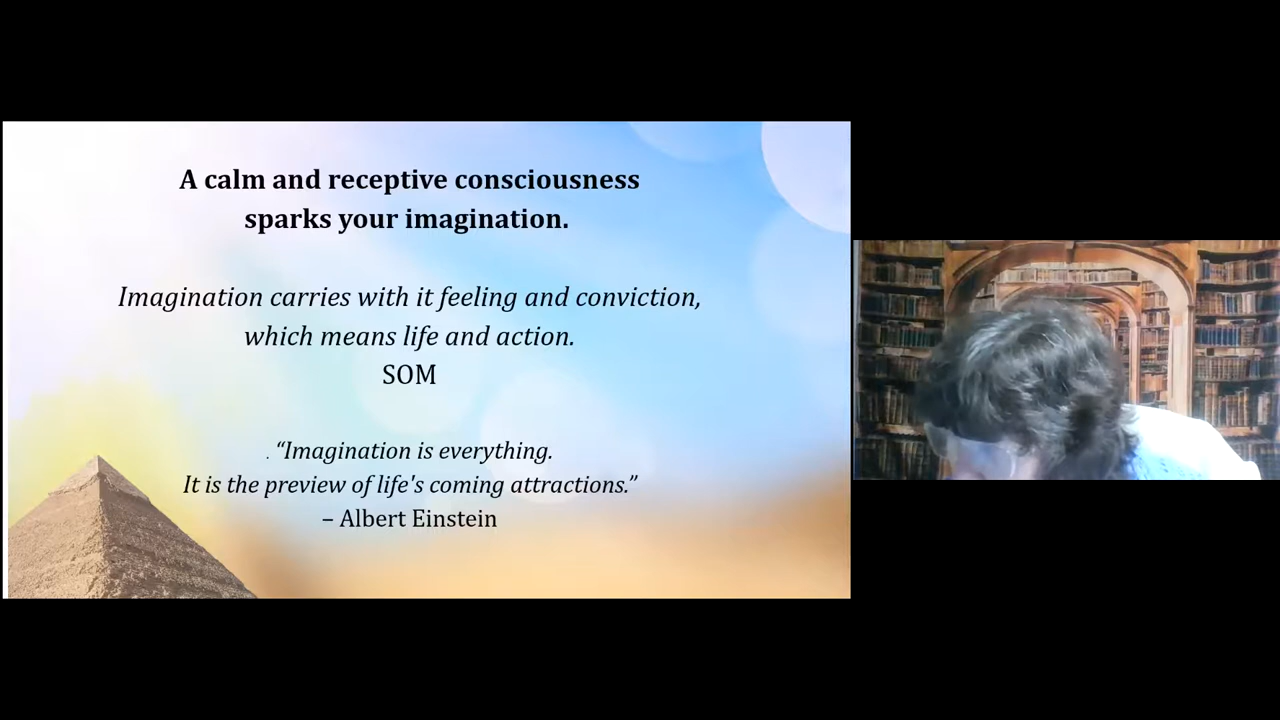 A calm and receptive consciousness
sparks your imagination.
Imagination carries with it feeling and conviction,
which means life and action.
SOM
. “Imagination is everything.
It is the preview of life's coming attractions.”
– Albert Einstein